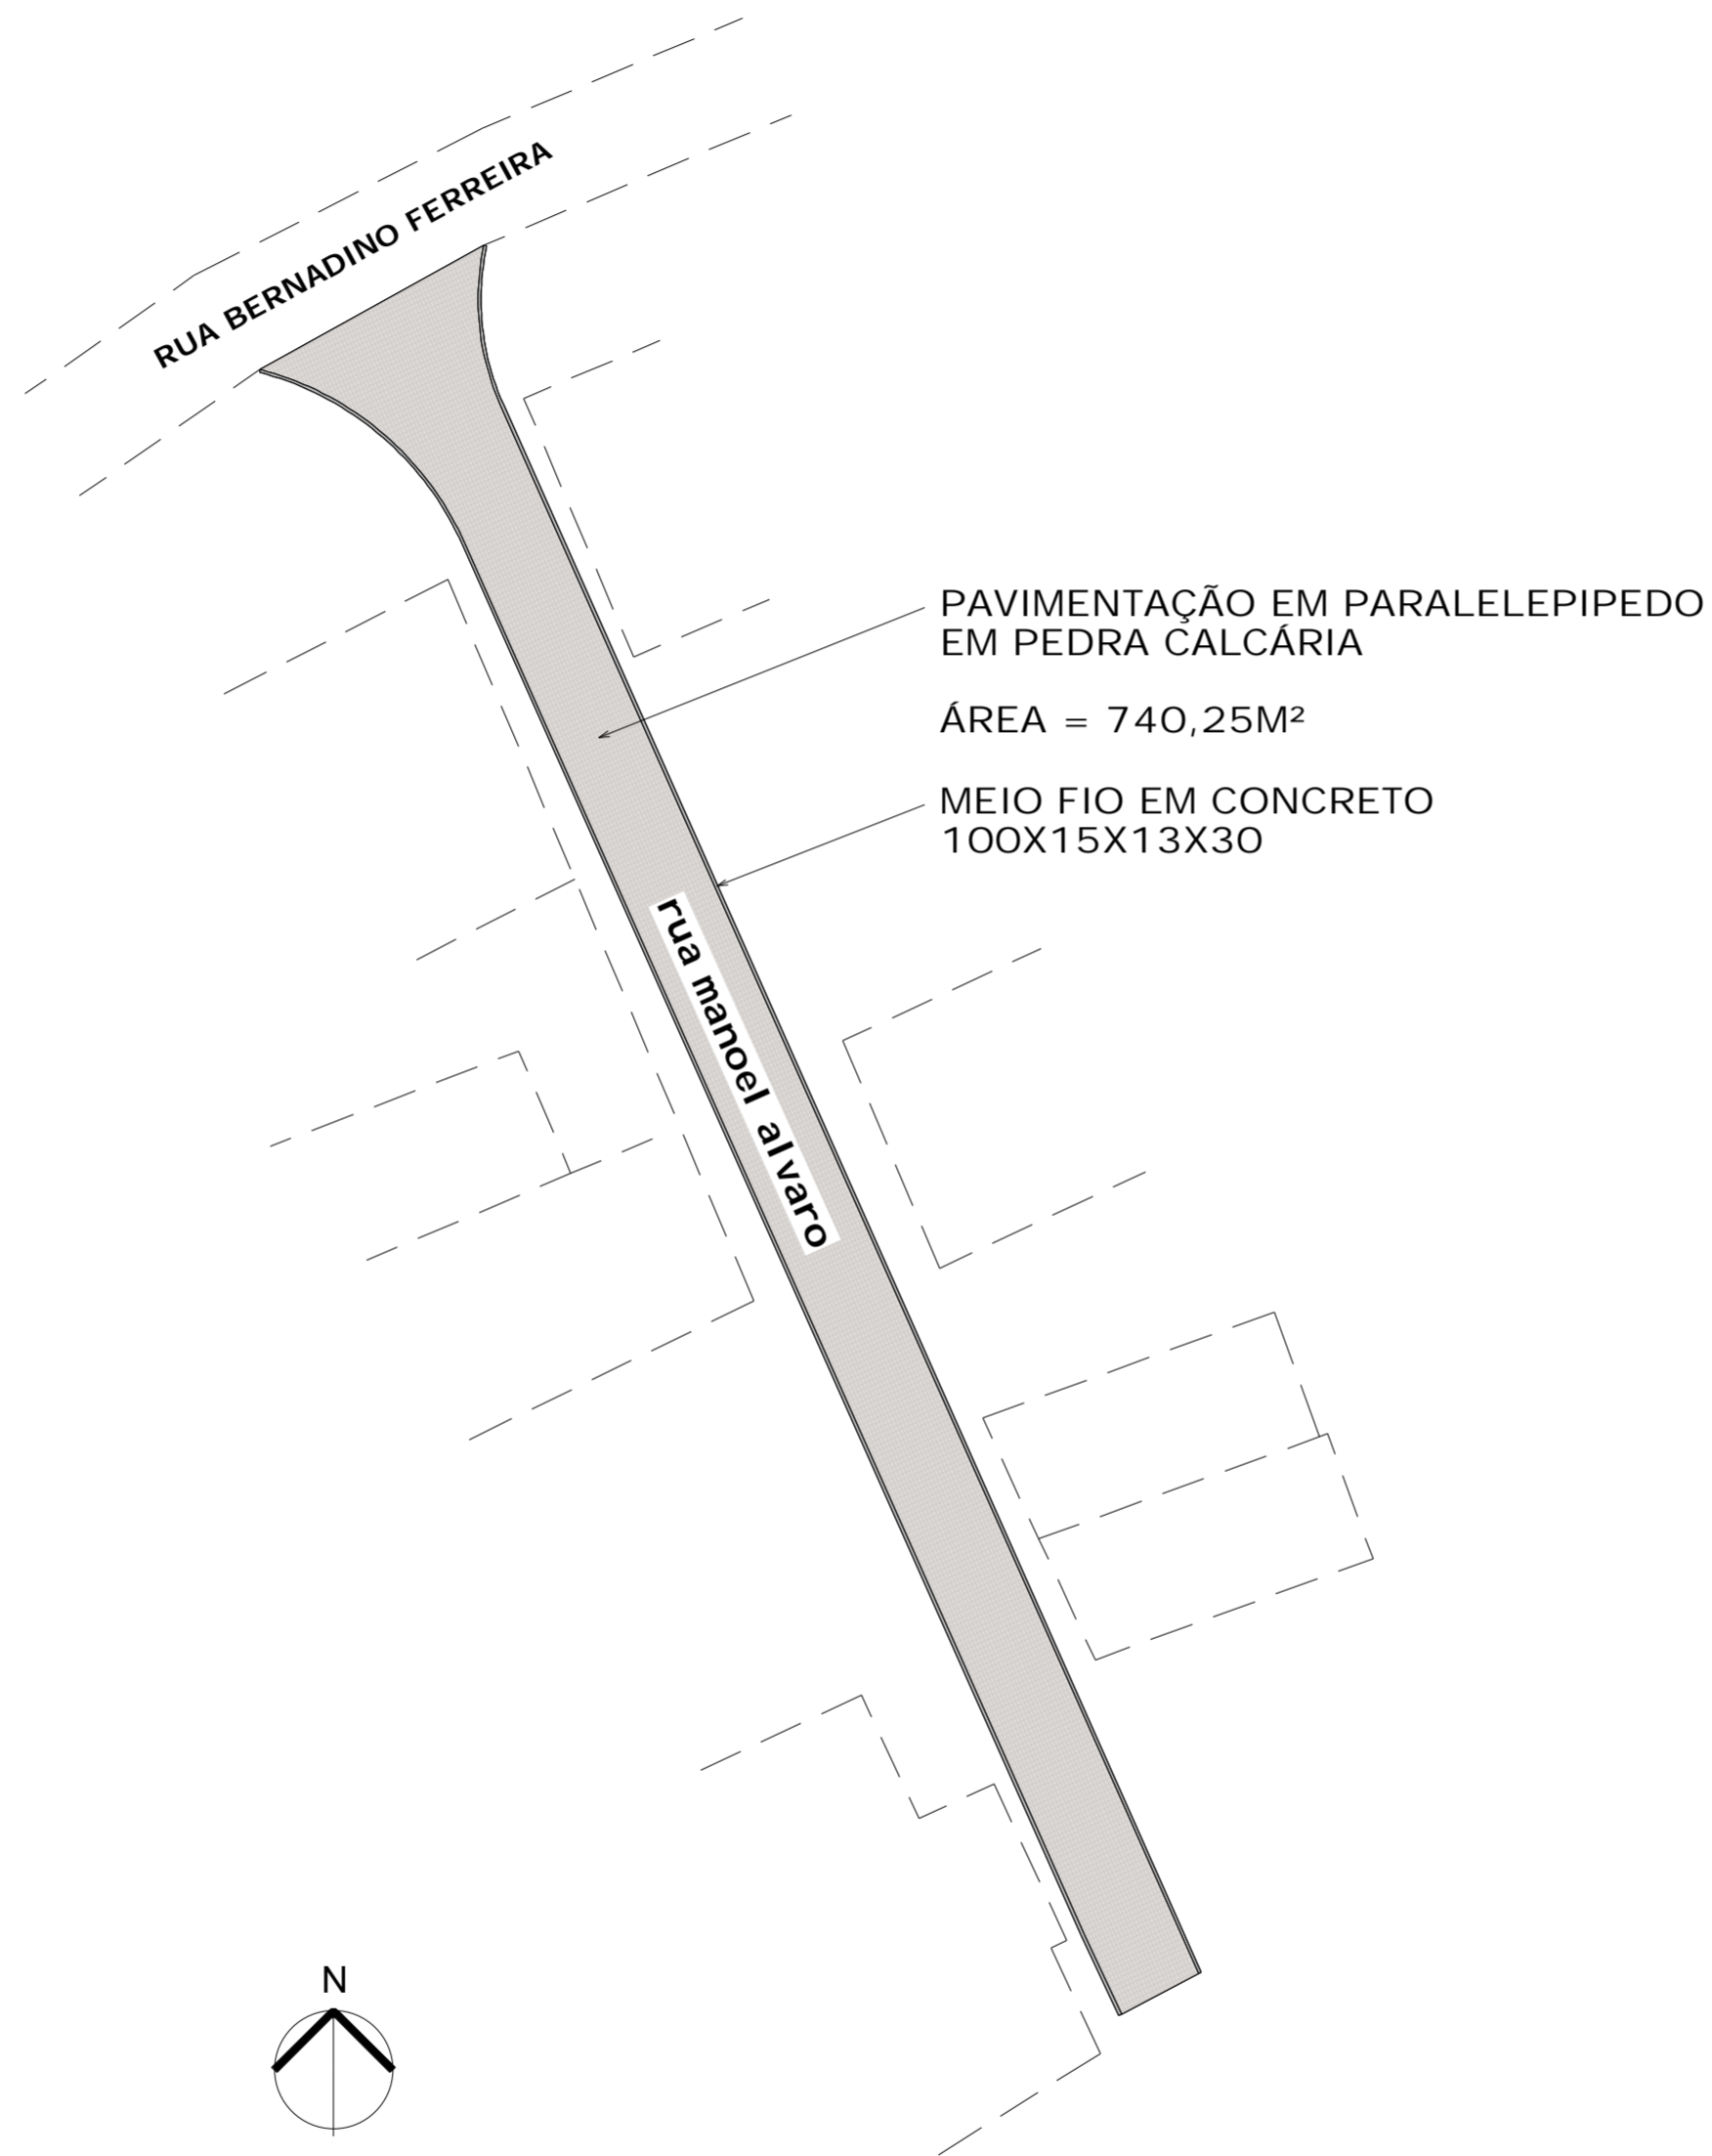 RUA BERNADINO FERREIRA
PAVIMENTAÇÃO EM PARALELEPIPEDO
EM PEDRA CALCÁRIA
ÁREA = 740,25M²
MEIO FIO EM CONCRETO
100X15X13X30
rua manoel alvaro
N